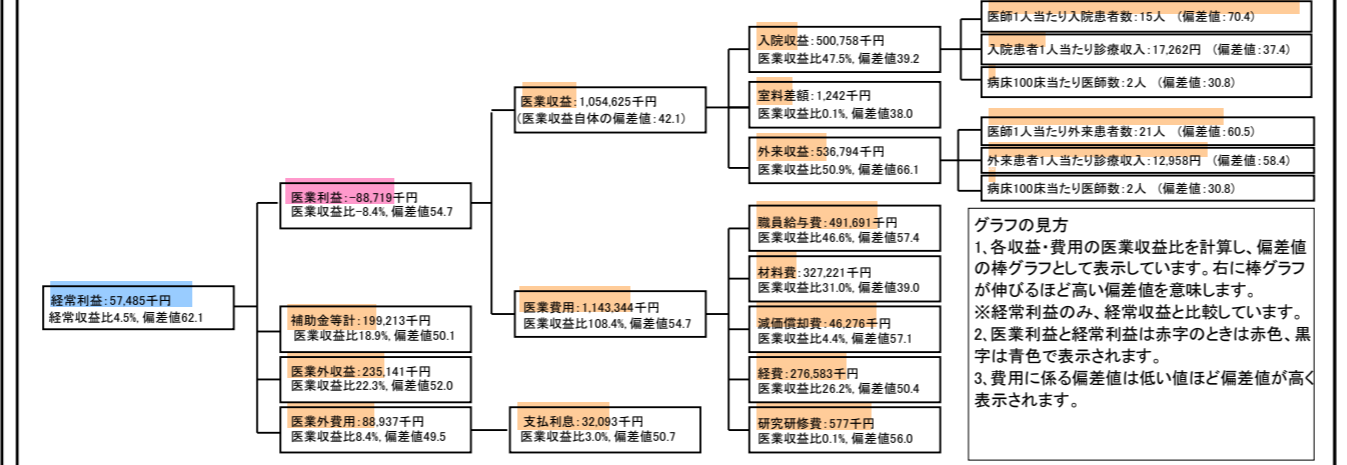 経常利益:57,485千円
経常収益比4.5%, 偏差値62.1
医業利益:-88,719千円
医業収益比-8.4%, 偏差値54.7
補助金等計:199,213千円
医業収益比18.9%, 偏差値50.1
医業外収益:235,141千円
医業収益比22.3%, 偏差値52.0
医業外費用:88,937千円
医業収益比8.4%, 偏差値49.5
医業収益:1,054,625千円
(医業収益自体の偏差値:42.1)
医業費用:1,143,344千円
医業収益比108.4%, 偏差値54.7
支払利息:32,093千円
医業収益比3.0%, 偏差値50.7
入院収益:500,758千円
医業収益比47.5%, 偏差値39.2
室料差額:1,242千円
医業収益比0.1%, 偏差値38.0
外来収益:536,794千円
医業収益比50.9%, 偏差値66.1
職員給与費:491,691千円
医業収益比46.6%, 偏差値57.4
材料費:327,221千円
医業収益比31.0%, 偏差値39.0
減価償却費:46,276千円
医業収益比4.4%, 偏差値57.1
経費:276,583千円
医業収益比26.2%, 偏差値50.4
研究研修費:577千円
医業収益比0.1%, 偏差値56.0
医師1人当たり入院患者数:15人 (偏差値:70.4)
入院患者1人当たり診療収入:17,262円 (偏差値:37.4)
病床100床当たり医師数:2人 (偏差値:30.8)
医師1人当たり外来患者数:21人 (偏差値:60.5)
外来患者1人当たり診療収入:12,958円 (偏差値:58.4)
病床100床当たり医師数:2人 (偏差値:30.8)
グラフの見方
1、各収益・費用の医業収益比を計算し、偏差値
の棒グラフとして表示しています。右に棒グラフ
が伸びるほど高い偏差値を意味します。
※経常利益のみ、経常収益と比較しています。
2、医業利益と経常利益は赤字のときは赤色、黒
字は青色で表示されます。
3、費用に係る偏差値は低い値ほど偏差値が高く
表示されます。